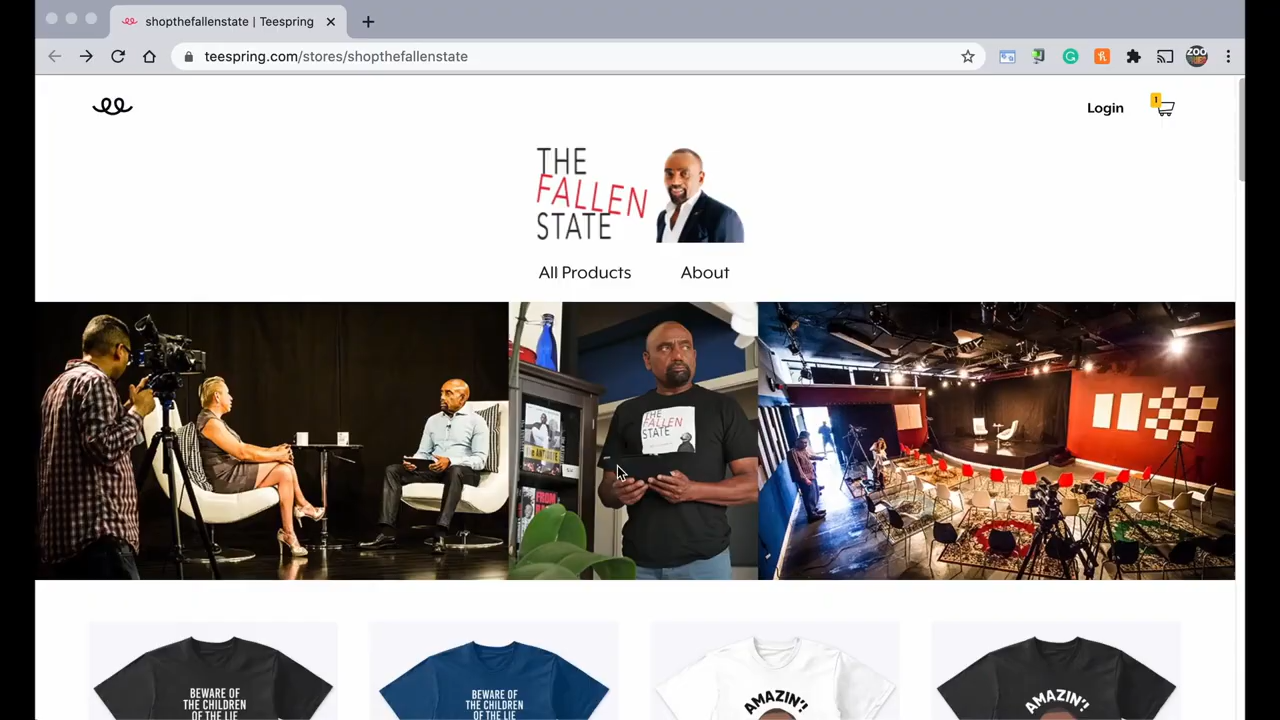 shopthefallenstate | Teespring
teespring.com/stores/shopthefallenstate
Login
1
THE
FALLEN
STATE
All Products
About
THE
FALLEN
STATE
BEWARE OF
THE CHILDREN
OF THE LIE
BEWARE OF
THE CHILDREN
OF THE LIE
AMAZIN'!
AMAZIN'!